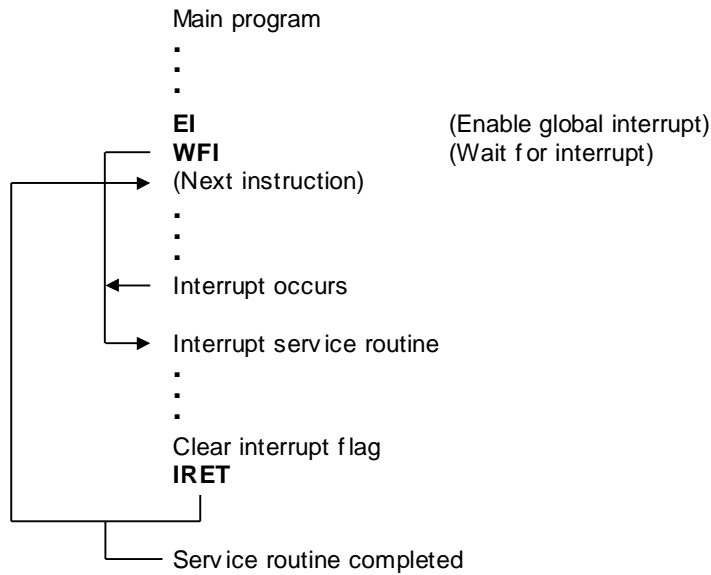 Main program
.
.
.
EI (Enable global interrupt)
WFI (Wait for interrupt)
(Next instruction)
.
.
.
Interrupt occurs
Interrupt service routine
.
.
.
Clear interrupt flag
IRET
Service routine completed